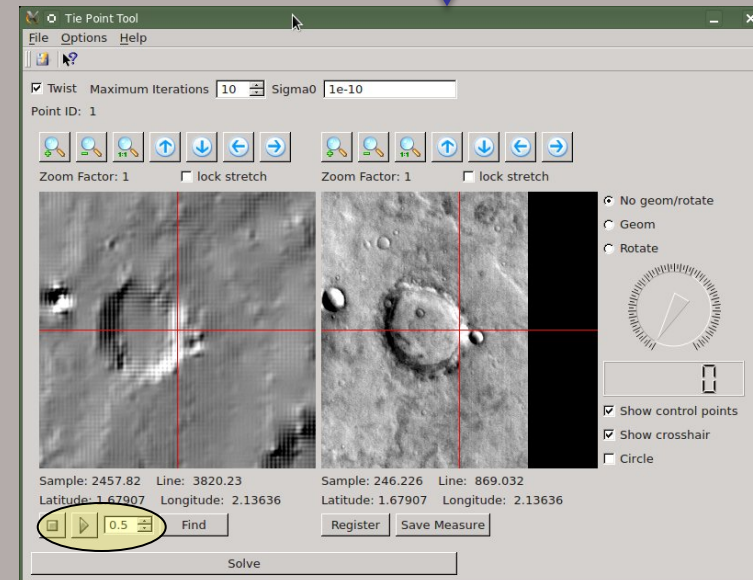 Tie Point Tool
File Options Help
Twist Maximum Iterations 10 Sigma0 1e-10
Point ID: 1
Zoom Factor: 1 lock stretch Zoom Factor: 1 lock stretch
No geom/rotate
Geom
Rotate
0
Show control points
Show crosshair
Circle
Sample: 2457.82 Line: 3820.23 Sample: 246.226 Line: 869.032
Latitude: 1.67907 Longitude: 2.13636 Latitude: 1.67907 Longitude: 2.13636
0.5 Find Register Save Measure
Solve